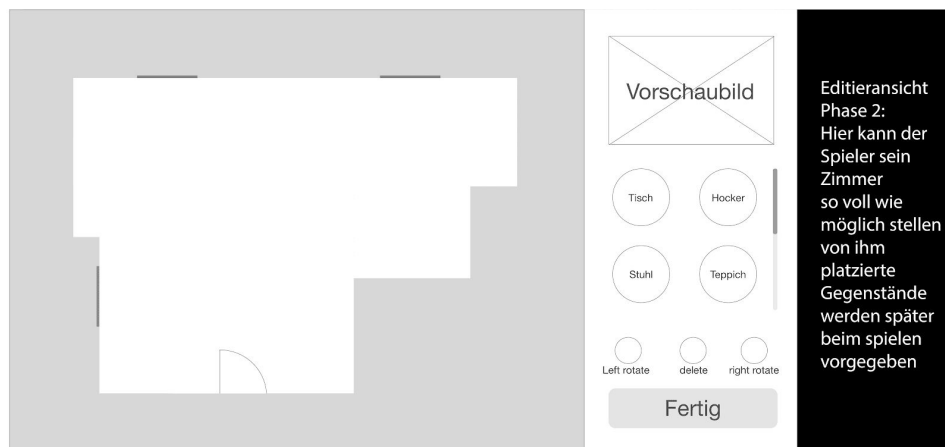 Vorschaubild
Tisch
Hocker
Stuhl
Teppich
Left rotate
delete
right rotate
Fertig
Editieransicht
Phase 2:
Hier kann der
Spieler sein
Zimmer
so voll wie
möglich stellen
von ihm
platzierte
Gegenstände
werden später
beim spielen
vorgegeben